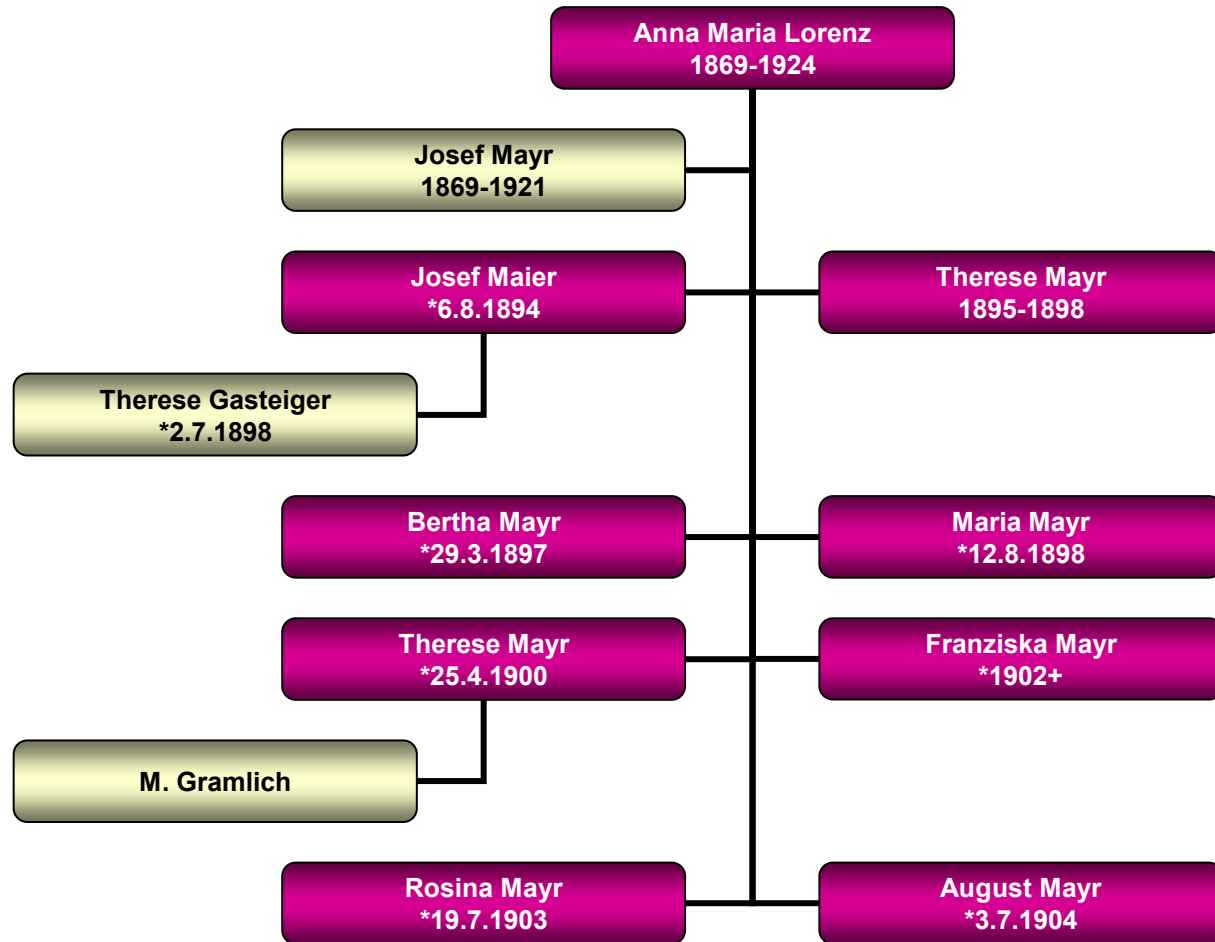 Anna Maria Lorenz
1869-1924
Josef Mayr
1869-1921
Josef Maier
*6.8.1894
Therese Mayr
1895-1898
Therese Gasteiger
*2.7.1898
Bertha Mayr
*29.3.1897
Maria Mayr
*12.8.1898
Therese Mayr
*25.4.1900
Franziska Mayr
*1902+
M. Gramlich
Rosina Mayr
*19.7.1903
August Mayr
*3.7.1904